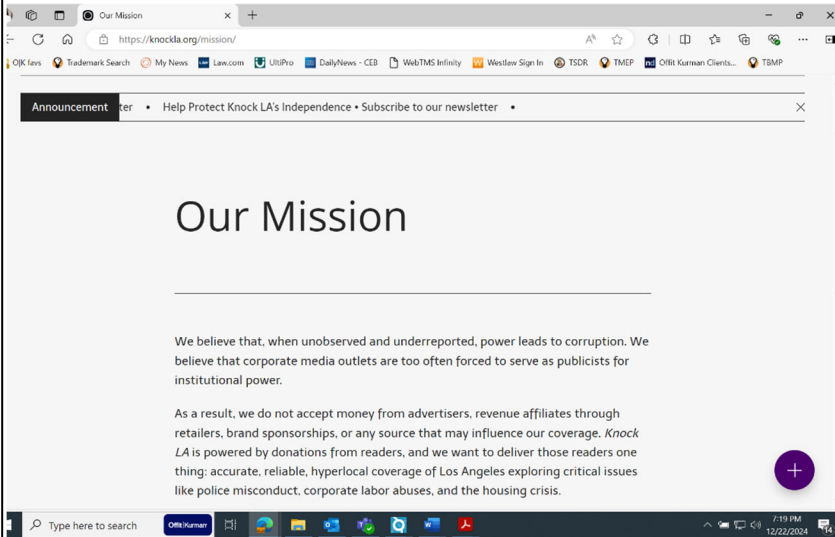 Our Mission
https://knockla.org/mission/
OJK favs Trademark Search My News Law.com UltiPro DailyNews - CEB WebTMS Infinity Westlaw Sign In TSDR TMEP Offit Kurman Clients... TBMP
Announcement ter • Help Protect Knock LA's Independence • Subscribe to our newsletter •
Our Mission
We believe that, when unobserved and underreported, power leads to corruption. We
believe that corporate media outlets are too often forced to serve as publicists for
institutional power.
As a result, we do not accept money from advertisers, revenue affiliates through
retailers, brand sponsorships, or any source that may influence our coverage. Knock
LA is powered by donations from readers, and we want to deliver those readers one
thing: accurate, reliable, hyperlocal coverage of Los Angeles exploring critical issues
like police misconduct, corporate labor abuses, and the housing crisis.
Type here to search Offit|Kurman 7:19 PM
12/22/2024 14